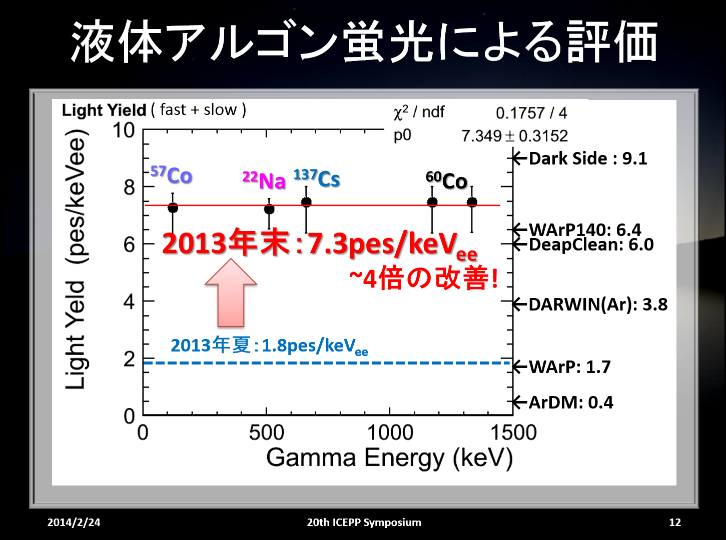 液体アルゴン蛍光による評価
Light Yield ( fast + slow )
χ2 / ndf 0.1757 / 4
p0 7.349 ± 0.3152
Light Yeld (pes/keVee)
10
8
6
4
2
0
57Co
22Na
137Cs
60Co
2013年末：7.3pes/keVee
~4倍の改善!
2013年夏：1.8pes/keVee
←Dark Side : 9.1
←WArP140: 6.4
←DeapClean: 6.0
←DARWIN(Ar): 3.8
←WArP: 1.7
←ArDM: 0.4
0 500 1000 1500
Gamma Energy (keV)
2014/2/24 20th ICEPP Symposium 12